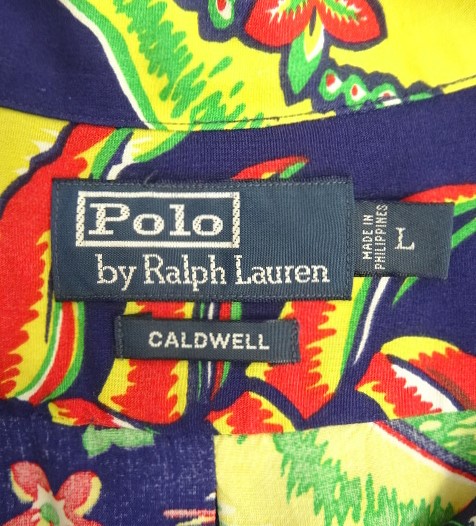 Polo
by Ralph Lauren
MADE IN
PHILIPPINES
L
CALDWELL